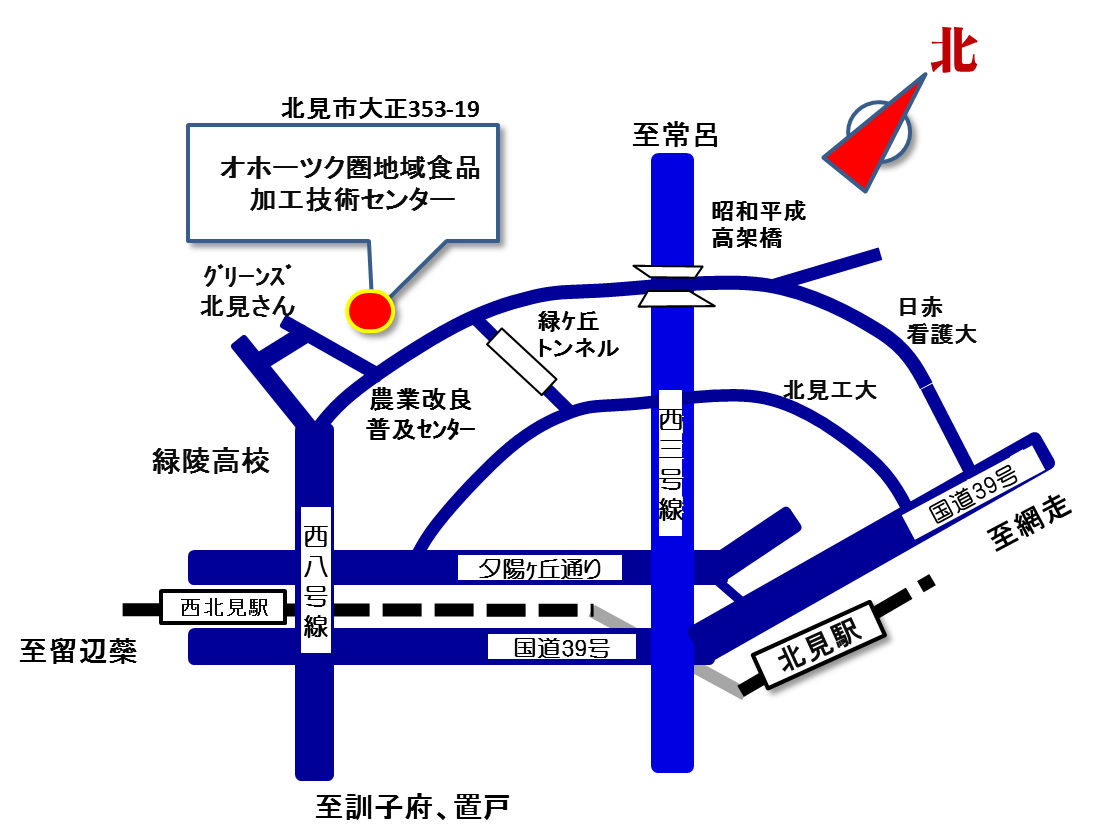 北
北見市大正353-19
オホーツク圏地域食品
加工技術センター
至常呂
昭和平成
高架橋
ｸﾞﾘｰﾝｽﾞ
北見さん
緑ケ丘
トンネル
日赤
看護大
農業改良
普及ｾﾝﾀｰ
北見工大
西三号線
緑陵高校
国道39号
至網走
西八号線
夕陽ヶ丘通り
西北見駅
至留辺蘂
国道39号
北見駅
至訓子府、置戸